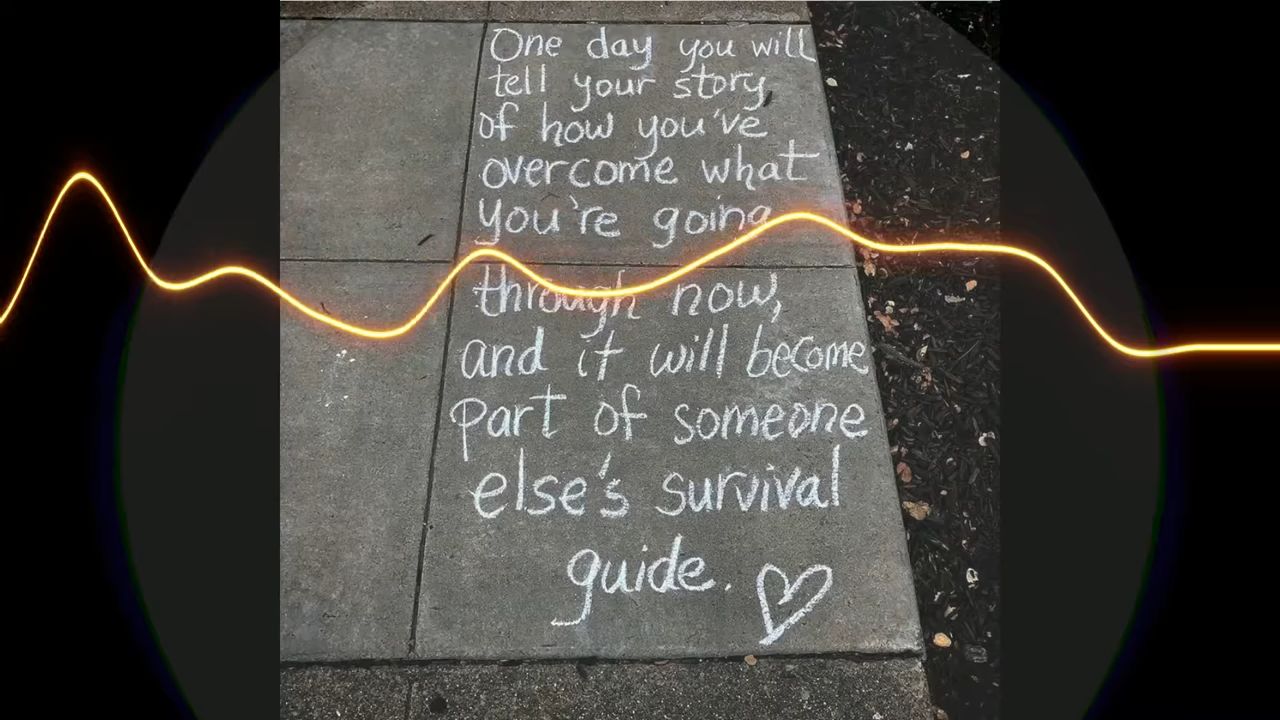 One day you will
tell your story
of how you've
overcome what
you're going
through now,
and it will become
part of someone
else's survival
guide.